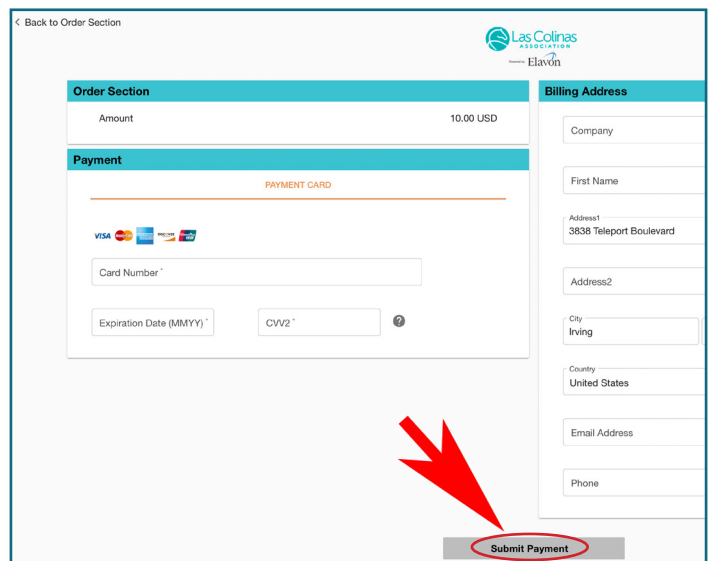 < Back to Order Section
Las Colinas
ASSOCIATION
Elavon
Order Section
Amount 10.00 USD
Payment
PAYMENT CARD
VISA
Card Number *
Expiration Date (MMYY) *
CVV2 *
?
Billing Address
Company
First Name
Address1
3838 Teleport Boulevard
Address2
City
Irving
Country
United States
Email Address
Phone
Submit Payment